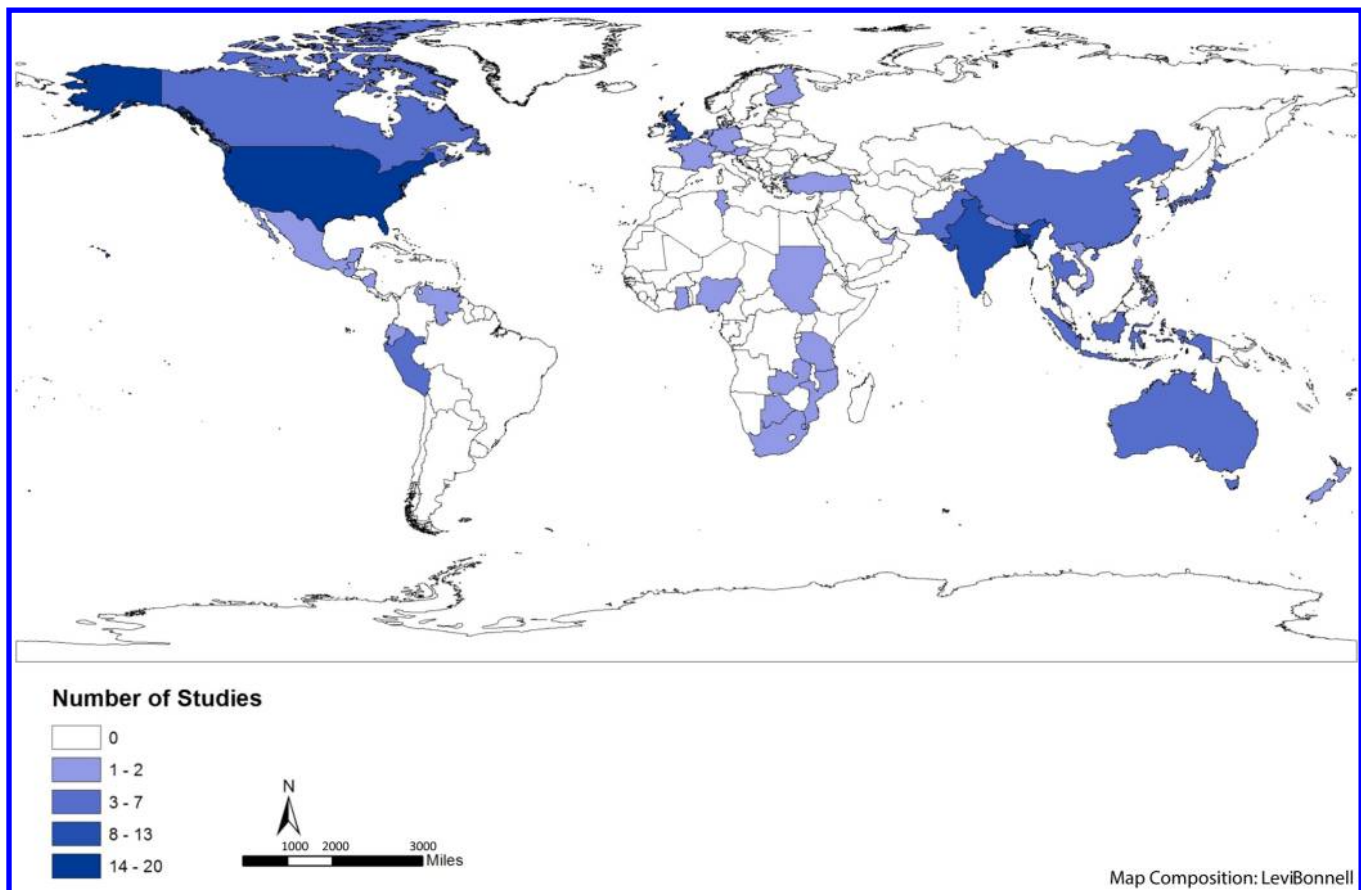 Number of Studies
0
1 - 2
3 - 7
8 - 13
14 - 20
N
1000 2000 3000
Miles
Map Composition: LeviBonnell